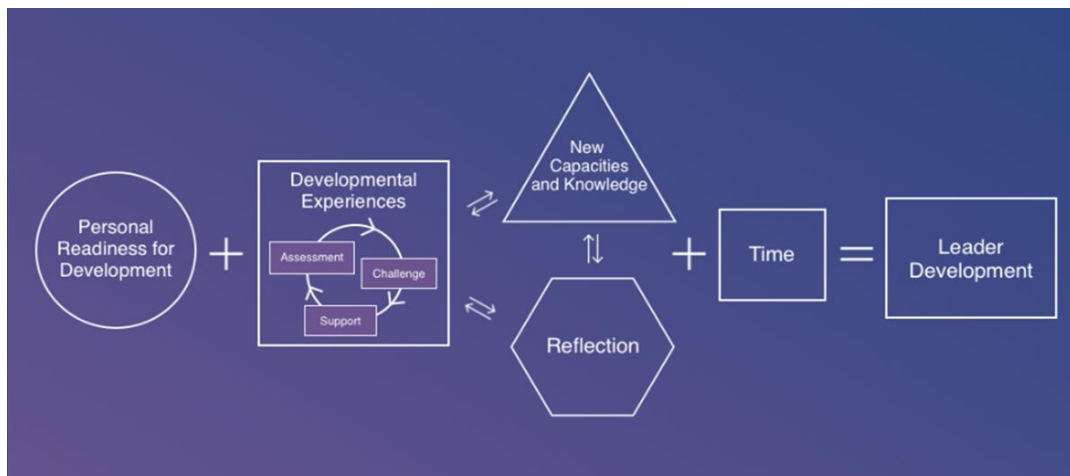 Personal
Readiness for
Development
+
Developmental
Experiences
Assessment
Challenge
Support
New
Capacities
and Knowledge
Reflection
+
Time
=
Leader
Development